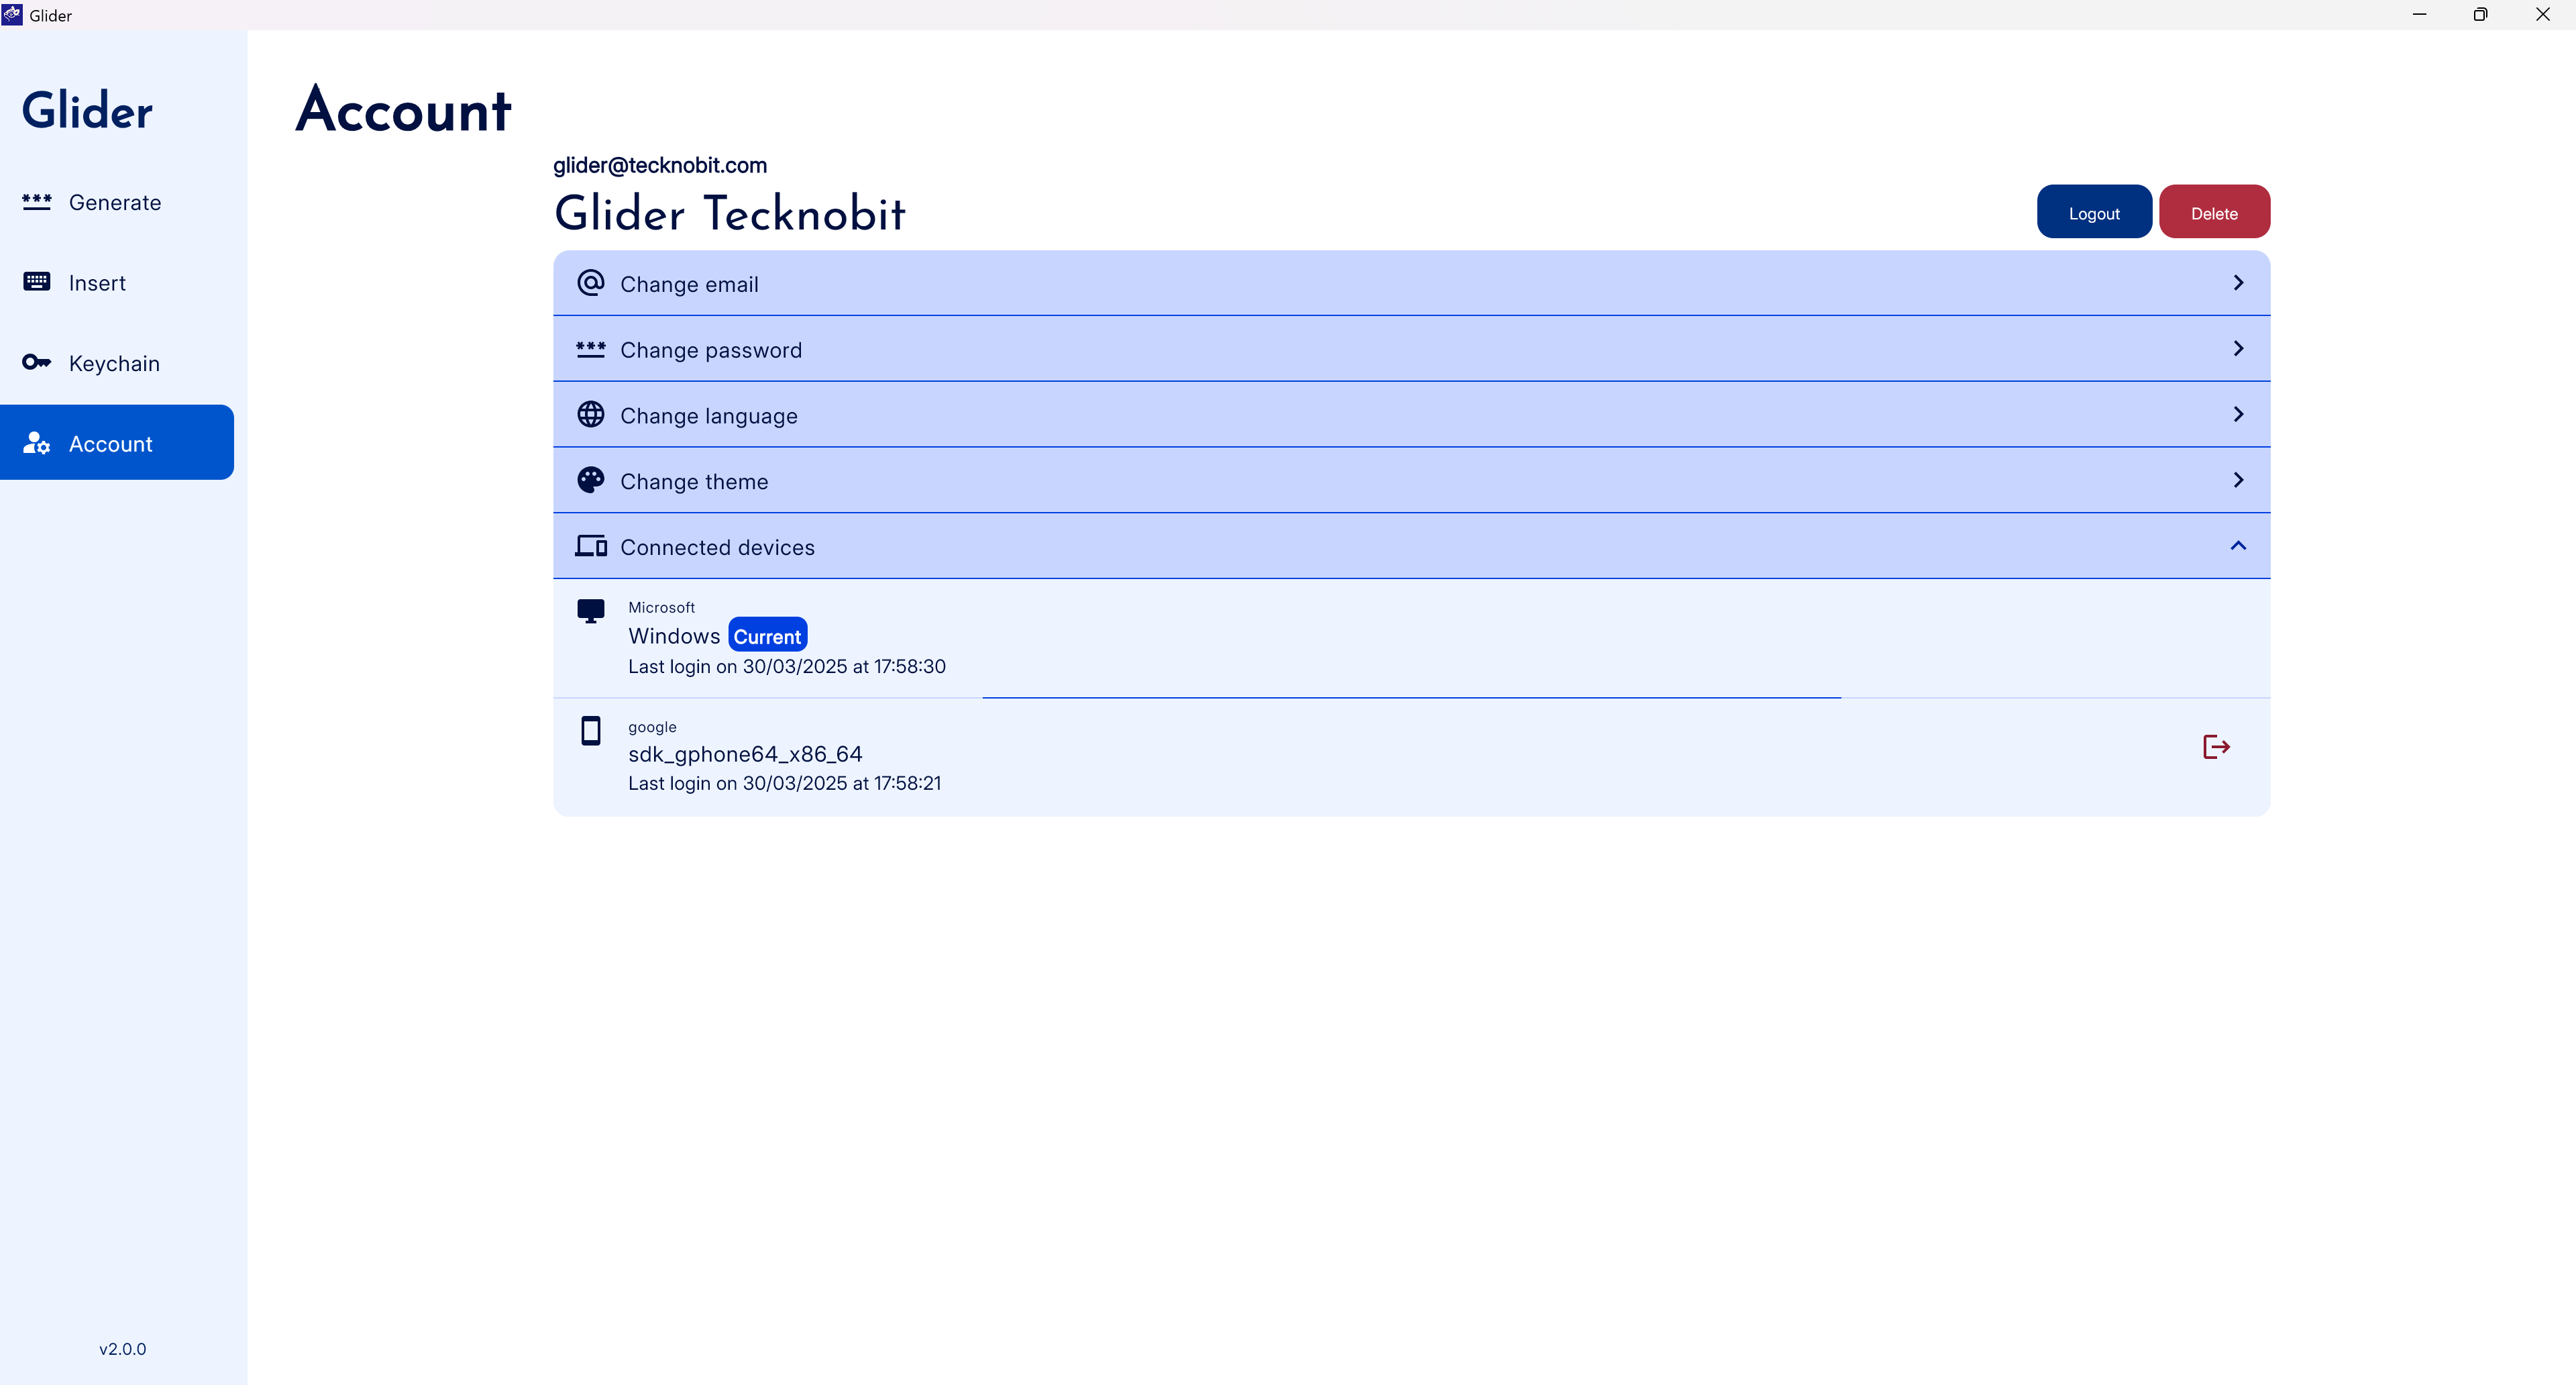 Glider
Glider
Generate
Insert
Keychain
Account
v2.0.0
Account
glider@tecknobit.com
Glider Tecknobit
Logout
Delete
Change email
Change password
Change language
Change theme
Connected devices
Microsoft
Windows Current
Last login on 30/03/2025 at 17:58:30
google
sdk_gphone64_x86_64
Last login on 30/03/2025 at 17:58:21